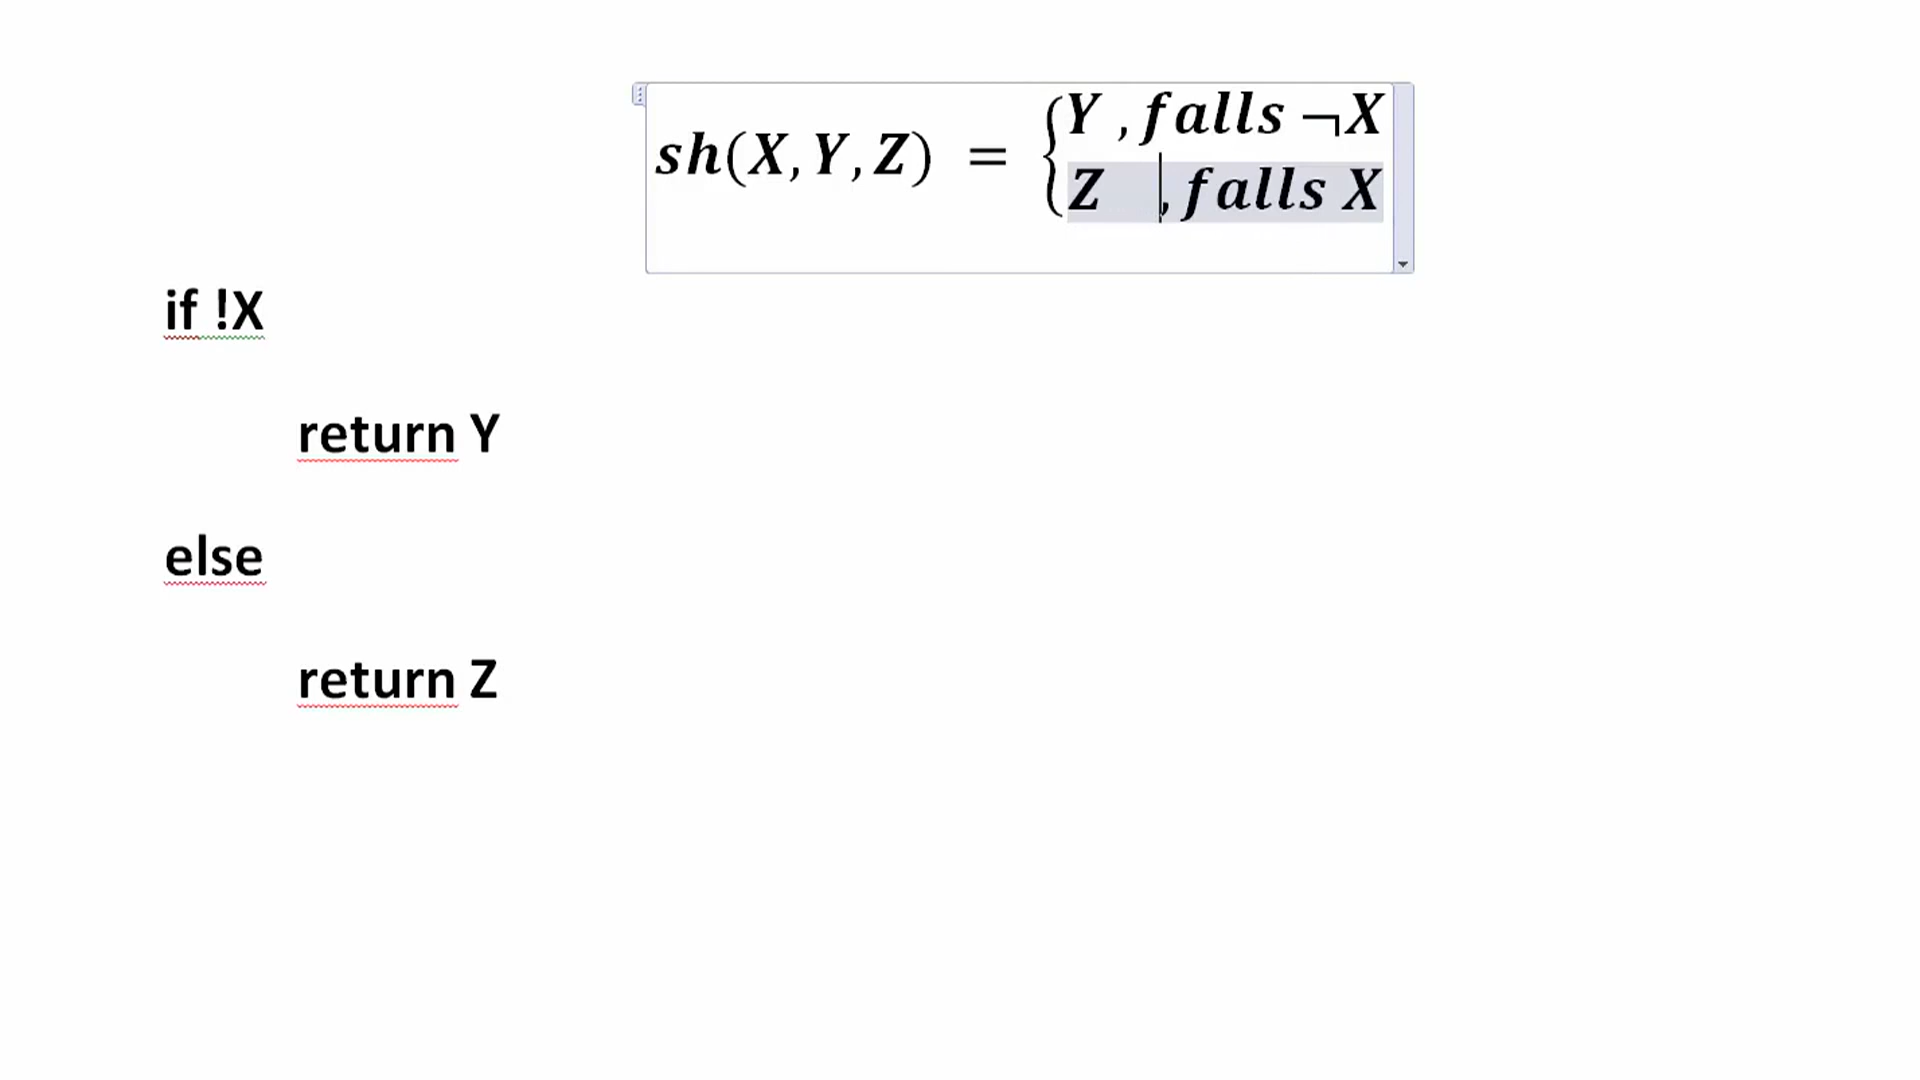 sh(X, Y, Z) = { Y , falls ¬X
Z , falls X
if !X
return Y
else
return Z